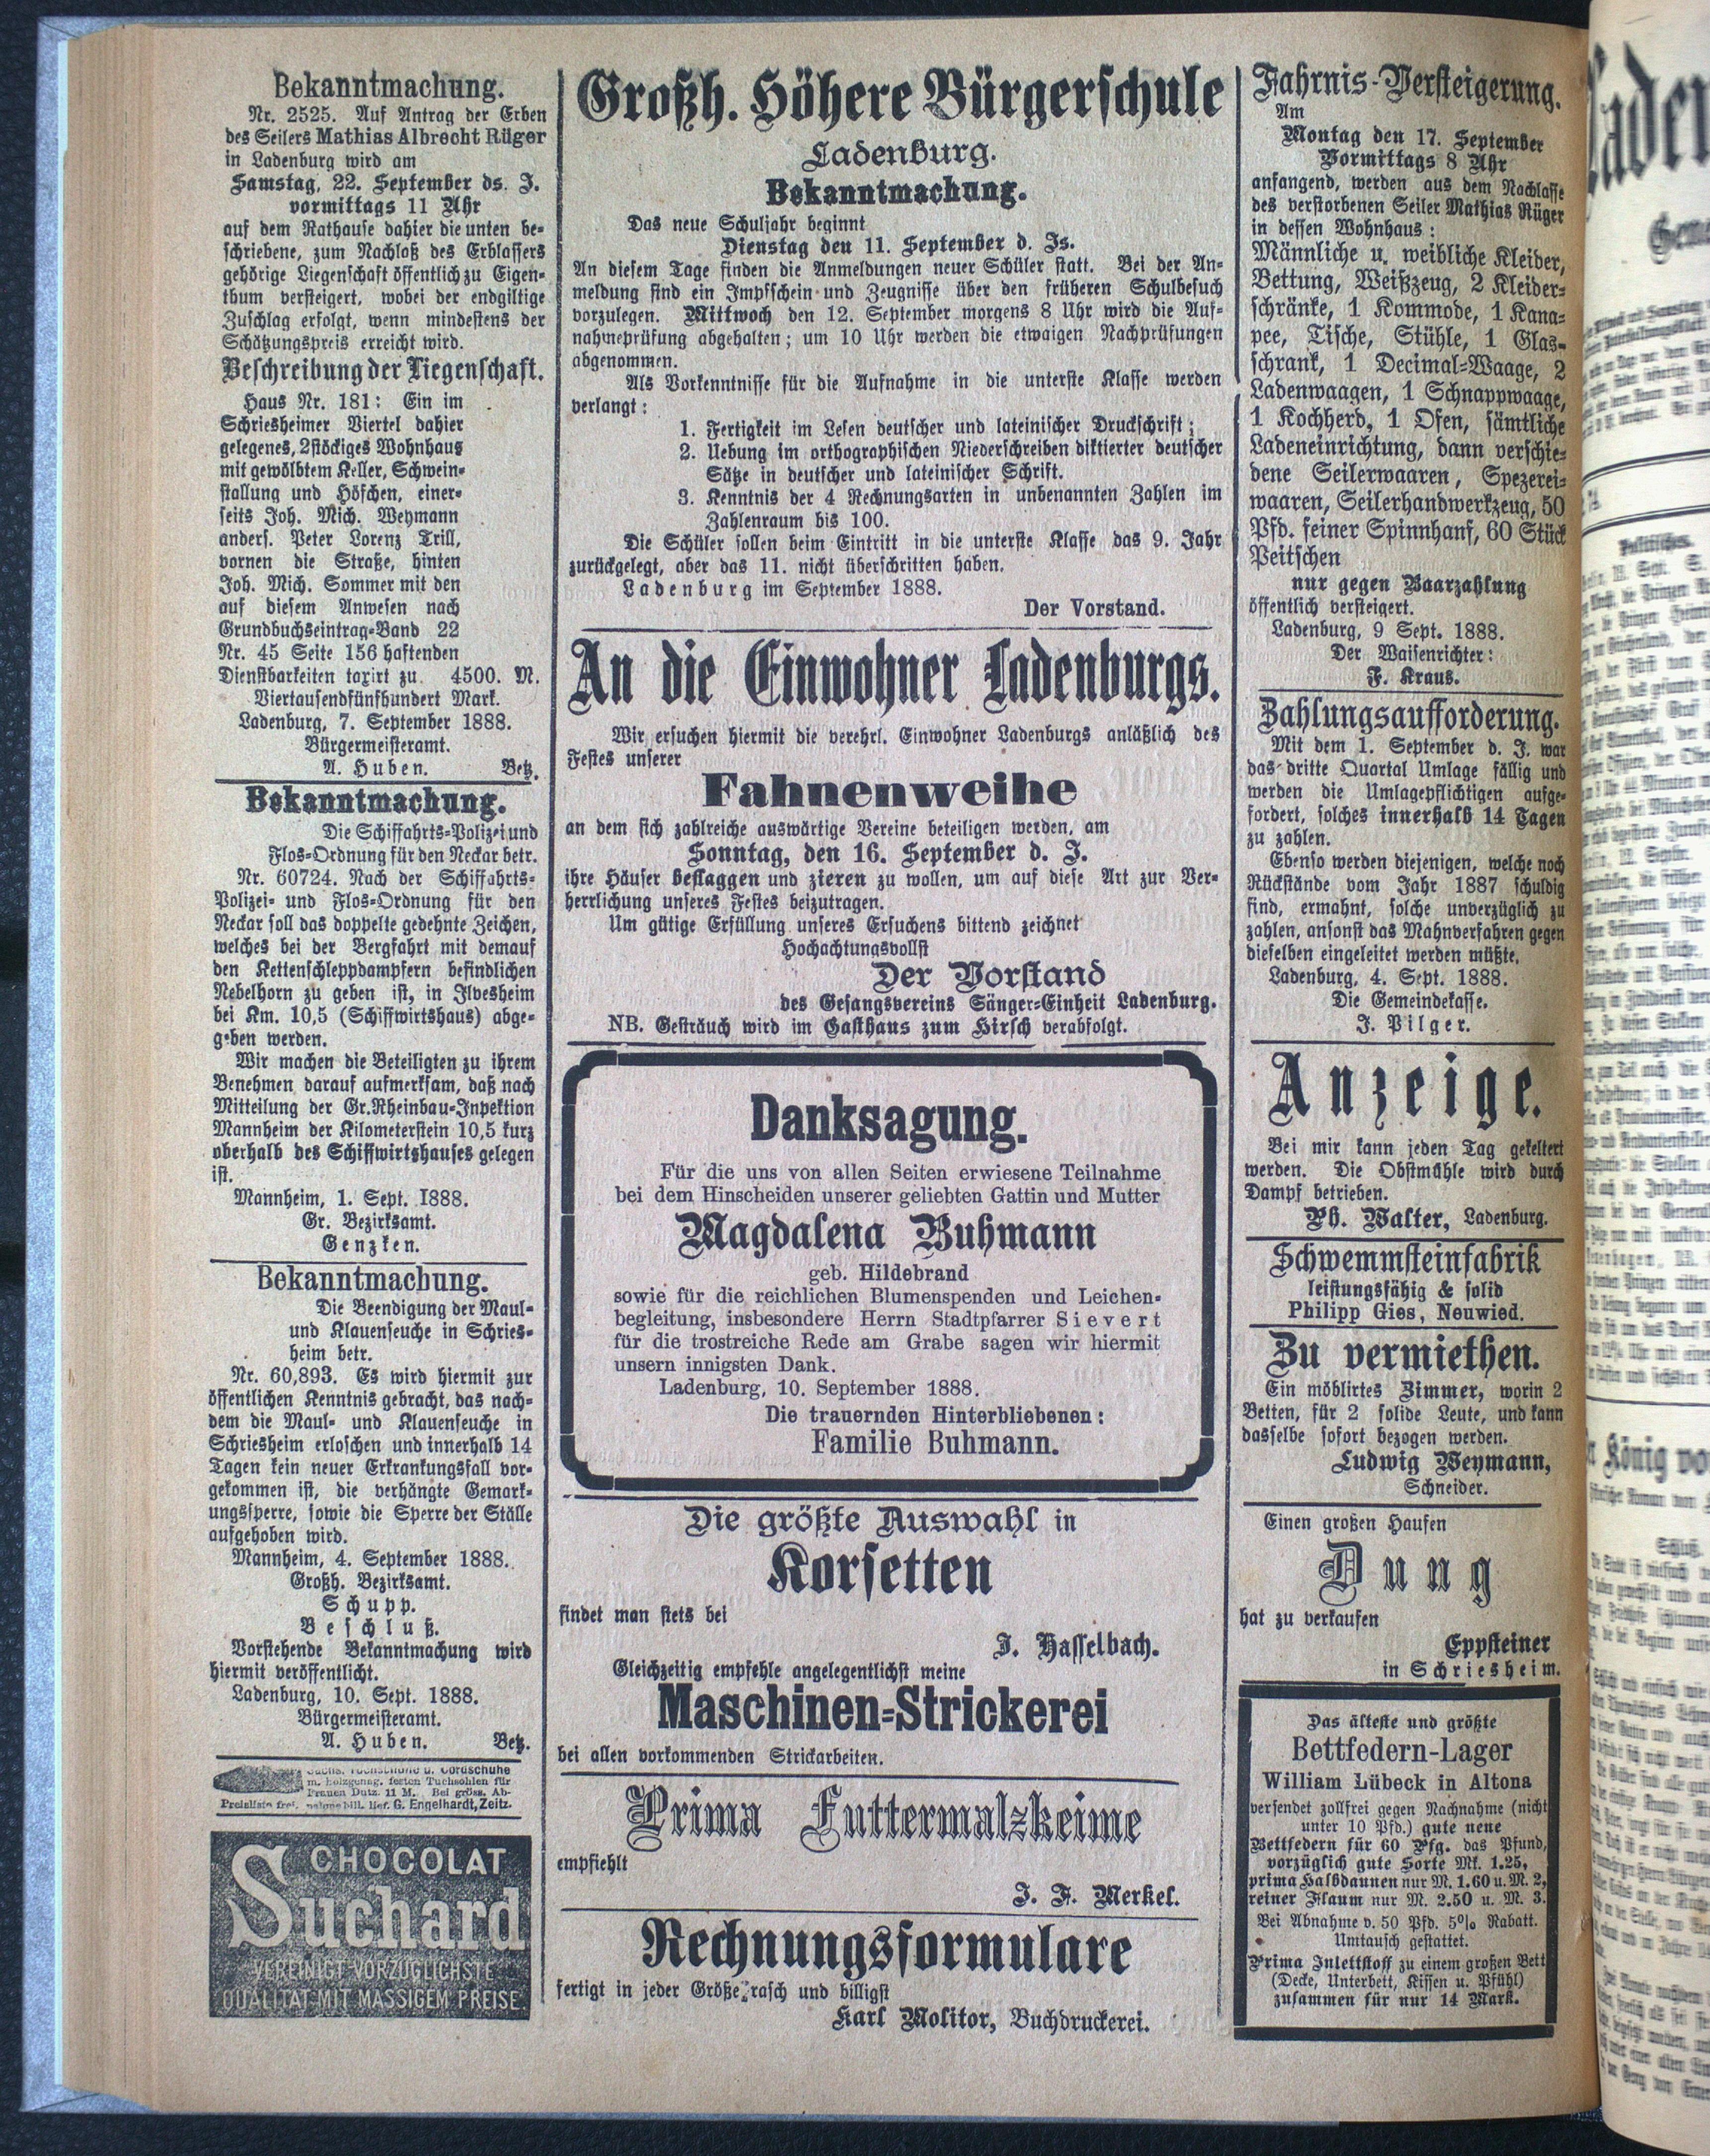 Bekanntmachung.
Nr. 2525. Auf Antrag der Erben
des Seilers Mathias Albrecht Rüger
in Ladenburg wird am
Samstag, 22. September ds. J.
vormittags 11 Uhr
auf dem Rathause dahier die unten be-
schriebene, zum Nachlaß des Erblassers
gehörige Liegenschaft öffentlich zu Eigen-
thum versteigert, wobei der endgiltige
Zuschlag erfolgt, wenn mindestens der
Schätzungspreis erreicht wird.
Beschreibung der Liegenschaft.
Haus Nr. 181: Ein im
Schriesheimer Viertel dahier
gelegenes, 2stöckiges Wohnhaus
mit gewölbtem Keller, Schwein-
stallung und Höfchen, einer-
seits Joh. Mich. Weymann
anders. Peter Lorenz Trill,
vornen die Straße, hinten
Joh. Mich. Sommer mit den
auf diesem Anwesen nach
Grundbuchseintrag-Band 22
Nr. 45 Seite 156 haftenden
Dienstbarkeiten taxirt zu 4500. M.
Viertausendfünfhundert Mark.
Ladenburg, 7. September 1888.
Bürgermeisteramt.
A. Huben. Betz.
Bekanntmachung.
Die Schiffahrts-Polizei und
Flos-Ordnung für den Neckar betr.
Nr. 60724. Nach der Schiffahrts-
Polizei- und Flos-Ordnung für den
Neckar soll das doppelte gedehnte Zeichen,
welches bei der Bergfahrt mit dem auf
den Kettenschleppdampfern befindlichen
Nebelhorn zu geben ist, in Ilvesheim
bei Km. 10,5 (Schiffwirtshaus) abge-
geben werden.
Wir machen die Beteiligten zu ihrem
Benehmen darauf aufmerksam, daß nach
Mitteilung der Gr. Rheinbau-Inpektion
Mannheim der Kilometerstein 10,5 kurz
oberhalb des Schiffwirtshauses gelegen
ist.
Mannheim, 1. Sept. 1888.
Gr. Bezirksamt.
Genzken.
Bekanntmachung.
Die Beendigung der Maul-
und Klauenseuche in Schries-
heim betr.
Nr. 60,893. Es wird hiermit zur
öffentlichen Kenntnis gebracht, das nach-
dem die Maul- und Klauenseuche in
Schriesheim erloschen und innerhalb 14
Tagen kein neuer Erkrankungsfall vor-
gekommen ist, die verhängte Gemark-
ungssperre, sowie die Sperre der Ställe
aufgehoben wird.
Mannheim, 4. September 1888.
Großh. Bezirksamt.
Schupp.
Beschluß.
Vorstehende Bekanntmachung wird
hiermit veröffentlicht.
Ladenburg, 10. Sept. 1888.
Bürgermeisteramt.
A. Huben. Betz.
u. Cordschuhe
m. holzgenag. festen Tuchsohlen für
Frauen Dutz. 11 M. Bei gröss. Ab-
Preisliste frei. G. Engelhardt, Zeitz.
CHOCOLAT
Suchard
VEREINIGT VORZÜGLICHSTE
QUALITÄT MIT MÄSSIGEM PREISE
Großh. Höhere Bürgerschule
Ladenburg.
Bekanntmachung.
Das neue Schuljahr beginnt
Dienstag den 11. September d. Js.
An diesem Tage finden die Anmeldungen neuer Schüler statt. Bei der An-
meldung sind ein Impfschein und Zeugnisse über den früheren Schulbesuch
vorzulegen. Mittwoch den 12. September morgens 8 Uhr wird die Auf-
nahmeprüfung abgehalten; um 10 Uhr werden die etwaigen Nachprüfungen
abgenommen.
Als Vorkenntnisse für die Aufnahme in die unterste Klasse werden
verlangt:
1. Fertigkeit im Lesen deutscher und lateinischer Druckschrift;
2. Uebung im orthographischen Niederschreiben diktierter deutscher
Sätze in deutscher und lateinischer Schrift.
3. Kenntnis der 4 Rechnungsarten in unbenannten Zahlen im
Zahlenraum bis 100.
Die Schüler sollen beim Eintritt in die unterste Klasse das 9. Jahr
zurückgelegt, aber das 11. nicht überschritten haben.
Ladenburg im September 1888.
Der Vorstand.
An die Einwohner Ladenburgs.
Wir ersuchen hiermit die verehrl. Einwohner Ladenburgs anläßlich des
Festes unserer
Fahnenweihe
an dem sich zahlreiche auswärtige Vereine beteiligen werden, am
Sonntag, den 16. September d. J.
ihre Häuser beflaggen und zieren zu wollen, um auf diese Art zur Ver-
herrlichung unseres Festes beizutragen.
Um gütige Erfüllung unseres Ersuchens bittend zeichnet
Hochachtungsvollst
Der Vorstand
des Gesangsvereins Sänger-Einheit Ladenburg.
NB. Gesträuch wird im Gasthaus zum Hirsch verabfolgt.
Danksagung.
Für die uns von allen Seiten erwiesene Teilnahme
bei dem Hinscheiden unserer geliebten Gattin und Mutter
Magdalena Buhmann
geb. Hildebrand
sowie für die reichlichen Blumenspenden und Leichen-
begleitung, insbesondere Herrn Stadtpfarrer Sievert
für die trostreiche Rede am Grabe sagen wir hiermit
unsern innigsten Dank.
Ladenburg, 10. September 1888.
Die trauernden Hinterbliebenen:
Familie Buhmann.
Die größte Auswahl in
Korsetten
findet man stets bei
J. Hasselbach.
Gleichzeitig empfehle angelegentlichst meine
Maschinen-Strickerei
bei allen vorkommenden Strickarbeiten.
Prima Futtermalzkeime
empfiehlt
J. F. Merkel.
Rechnungsformulare
fertigt in jeder Größe rasch und billigst
Karl Molitor, Buchdruckerei.
Fahrnis-Versteigerung.
Am
Montag den 17. September
Vormittags 8 Uhr
anfangend, werden aus dem Nachlasse
des verstorbenen Seiler Mathias Rüger
in dessen Wohnhaus:
Männliche u. weibliche Kleider,
Bettung, Weißzeug, 2 Kleider-
schränke, 1 Kommode, 1 Kana-
pee, Tische, Stühle, 1 Glas-
schrank, 1 Decimal-Waage, 2
Ladenwaagen, 1 Schnappwaage,
1 Kochherd, 1 Ofen, sämtliche
Ladeneinrichtung, dann verschie-
dene Seilerwaaren, Spezerei-
waaren, Seilerhandwerkzeug, 50
Pfd. feiner Spinnhanf, 60 Stück
Peitschen
nur gegen Baarzahlung
öffentlich versteigert.
Ladenburg, 9 Sept. 1888.
Der Waisenrichter:
F. Kraus.
Zahlungsaufforderung.
Mit dem 1. September d. J. war
das dritte Quartal Umlage fällig und
werden die Umlagepflichtigen aufge-
fordert, solches innerhalb 14 Tagen
zu zahlen.
Ebenso werden diejenigen, welche noch
Rückstände vom Jahr 1887 schuldig
sind, ermahnt, solche unverzüglich zu
zahlen, ansonst das Mahnverfahren gegen
dieselben eingeleitet werden müßte.
Ladenburg, 4. Sept. 1888.
Die Gemeindekasse.
J. Pilger.
Anzeige.
Bei mir kann jeden Tag gekeltert
werden. Die Obstmühle wird durch
Dampf betrieben.
Ph. Walter, Ladenburg.
Schwemmsteinfabrik
leistungsfähig & solid
Philipp Gies, Neuwied.
Zu vermiethen.
Ein möblirtes Zimmer, worin 2
Betten, für 2 solide Leute, und kann
dasselbe sofort bezogen werden.
Ludwig Weymann,
Schneider.
Einen großen Haufen
Dung
hat zu verkaufen
Eppsteiner
in Schriesheim.
Das älteste und größte
Bettfedern-Lager
William Lübeck in Altona
versendet zollfrei gegen Nachnahme (nicht
unter 10 Pfd.) gute neue
Bettfedern für 60 Pfg. das Pfund,
vorzüglich gute Sorte Mk. 1.25,
prima Halbdaunen nur M. 1.60 u. M. 2,
reiner Flaum nur M. 2.50 u. M. 3.
Bei Abnahme v. 50 Pfd. 5% Rabatt.
Umtausch gestattet.
Prima Inlettstoff zu einem großen Bett
(Decke, Unterbett, Kissen u. Pfühl)
zusammen für nur 14 Mark.